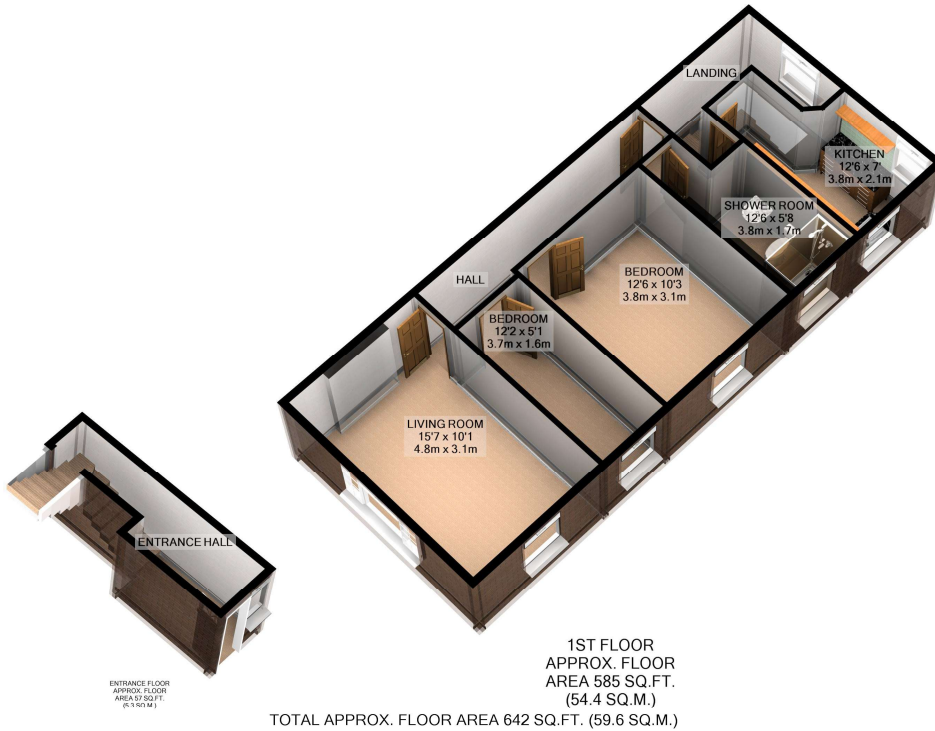 LANDING
KITCHEN
12'6 x 7'
3.8m x 2.1m
SHOWER ROOM
12'6 x 5'8
3.8m x 1.7m
HALL
BEDROOM
12'6 x 10'3
3.8m x 3.1m
BEDROOM
12'2 x 5'1
3.7m x 1.6m
LIVING ROOM
15'7 x 10'1
4.8m x 3.1m
ENTRANCE HALL
ENTRANCE FLOOR
APPROX. FLOOR
AREA 57 SQ.FT.
(5.3 SQ.M.)
1ST FLOOR
APPROX. FLOOR
AREA 585 SQ.FT.
(54.4 SQ.M.)
TOTAL APPROX. FLOOR AREA 642 SQ.FT. (59.6 SQ.M.)